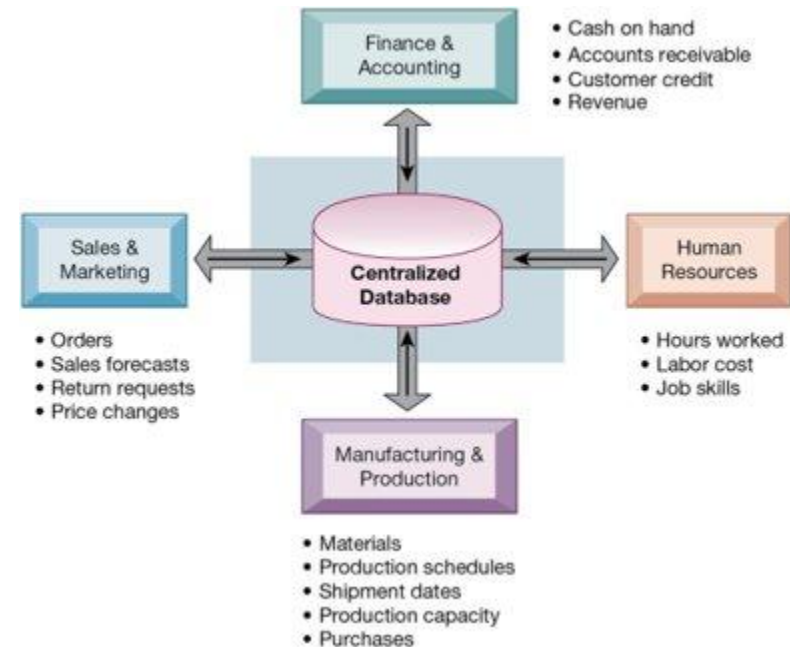 Finance &
Accounting
• Cash on hand
• Accounts receivable
• Customer credit
• Revenue
Sales &
Marketing
• Orders
• Sales forecasts
• Return requests
• Price changes
Centralized
Database
Human
Resources
• Hours worked
• Labor cost
• Job skills
Manufacturing &
Production
• Materials
• Production schedules
• Shipment dates
• Production capacity
• Purchases